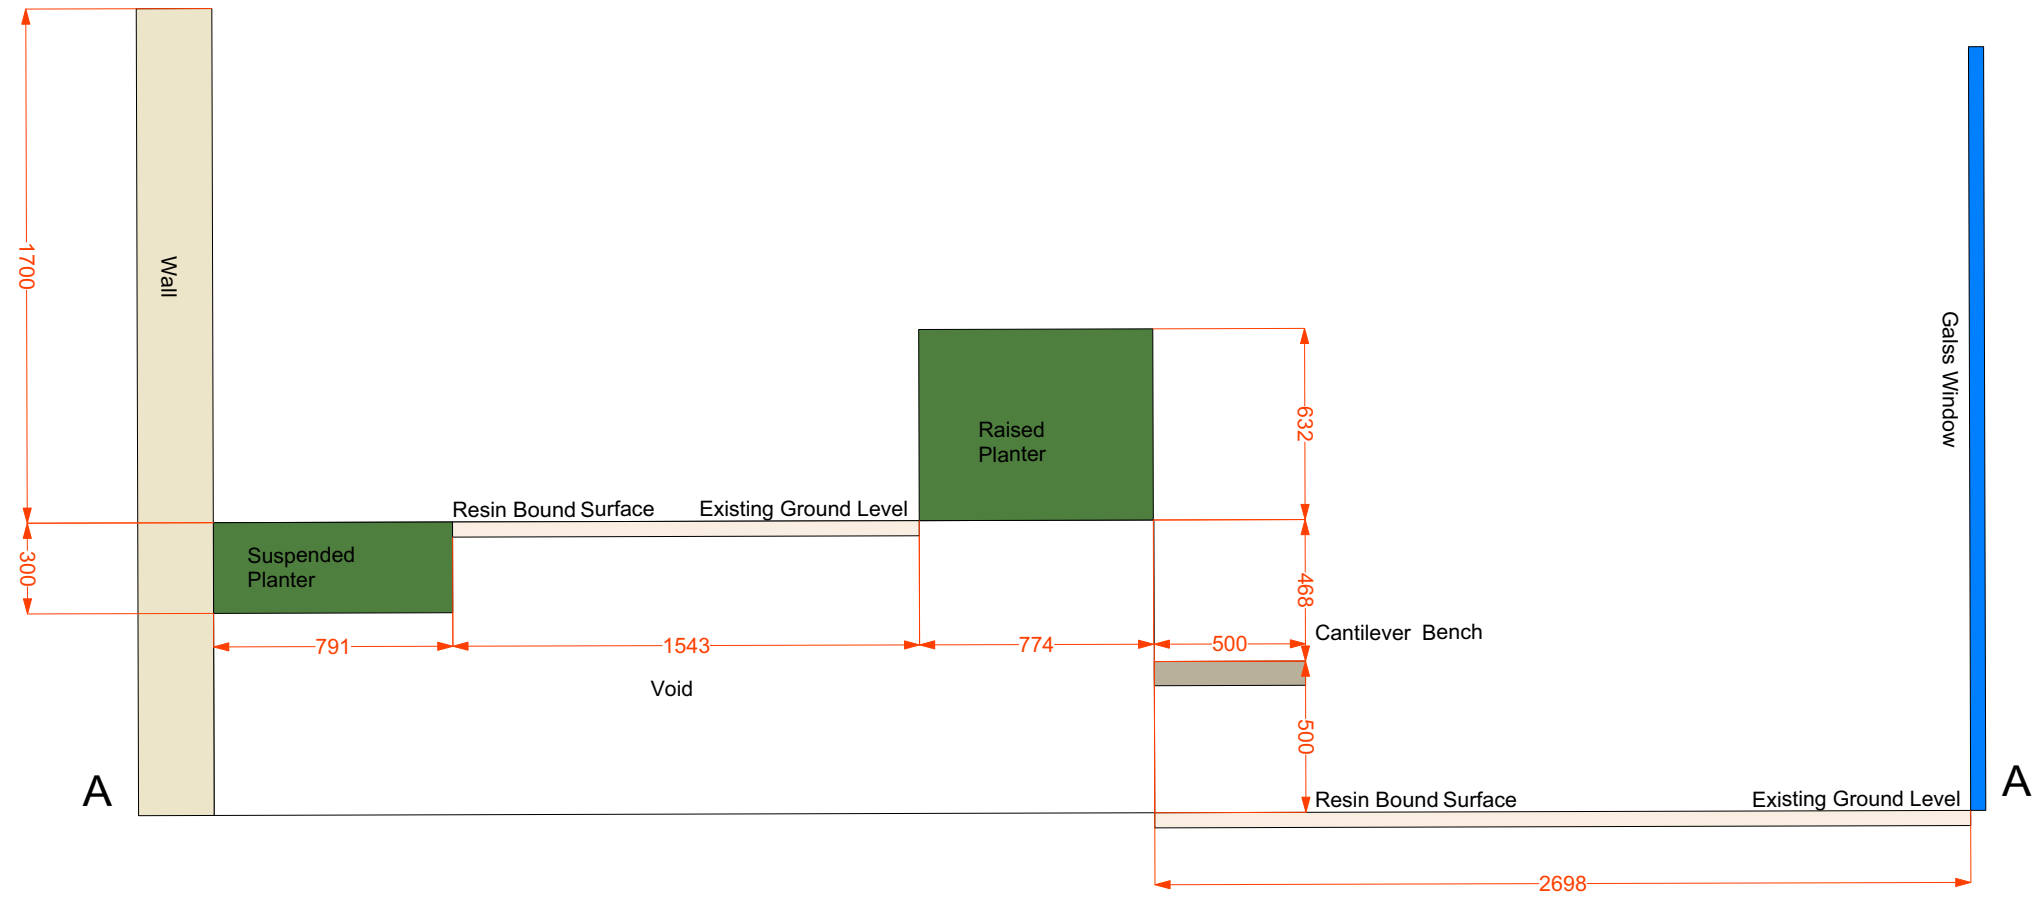 1700
Wall
Galss Window
632
Raised
Planter
Resin Bound Surface
Existing Ground Level
Suspended
Planter
300
468
791
1543
774
500
Cantilever Bench
Void
500
A
A
Resin Bound Surface
Existing Ground Level
2698